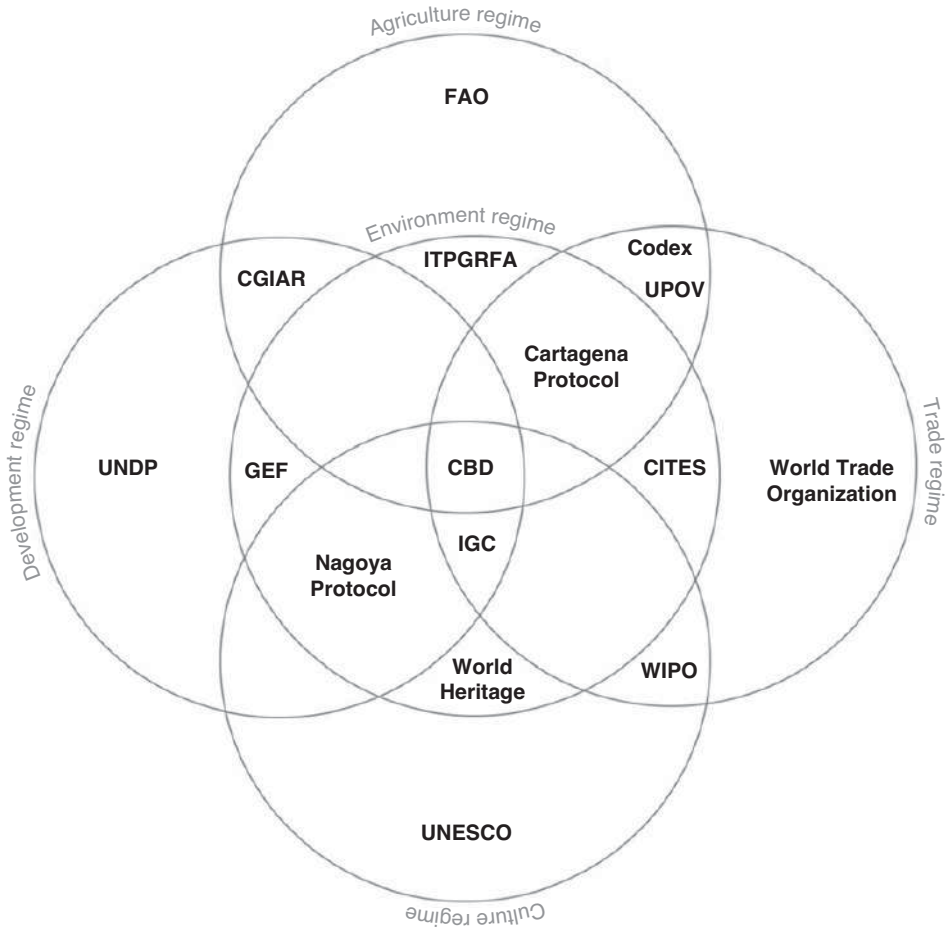 Agriculture regime
FAO
Environment regime
Codex
ITPGRFA
CGIAR
UPOV
Cartagena
Protocol
Development regime
UNDP
GEF
CBD
CITES
World Trade
Organization
Trade regime
IGC
Nagoya
Protocol
World
Heritage
WIPO
UNESCO
Culture regime